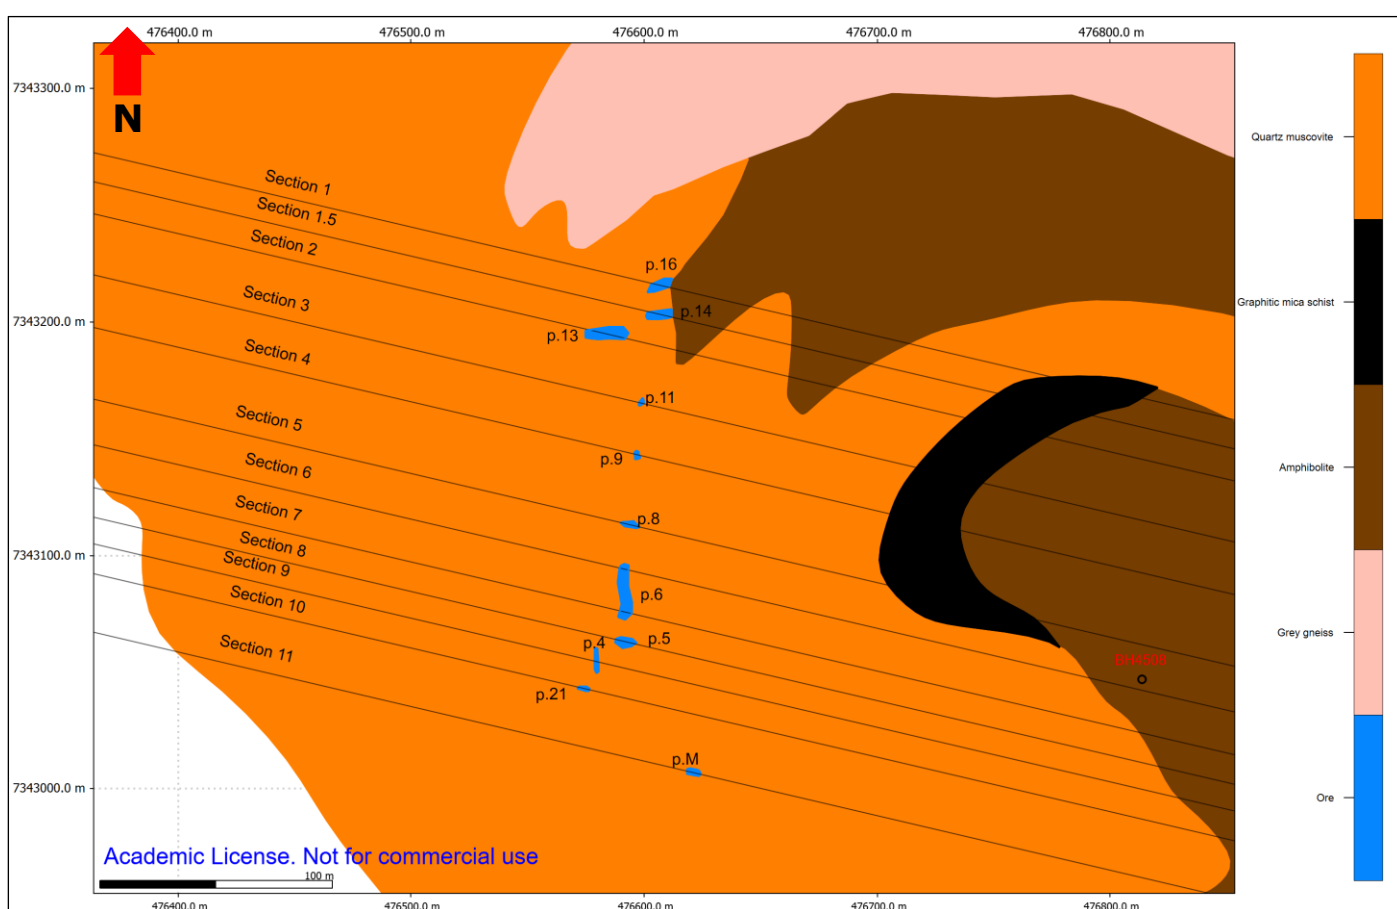 476400.0 m
476500.0 m
476600.0 m
476700.0 m
476800.0 m
7343300.0 m
N
Section 1
Section 1.5
Section 2
Section 3
Section 4
Section 5
Section 6
Section 7
Section 8
Section 9
Section 10
Section 11
7343200.0 m
7343100.0 m
7343000.0 m
p.16
p.14
p.13
p.11
p.9
p.8
p.6
p.5
p.4
p.21
p.M
Academic License. Not for commercial use
100 m
476400.0 m
476500.0 m
476600.0 m
476700.0 m
476800.0 m
Quartz muscovite
Graphitic mica schist
Amphibolite
Grey gneiss
Ore